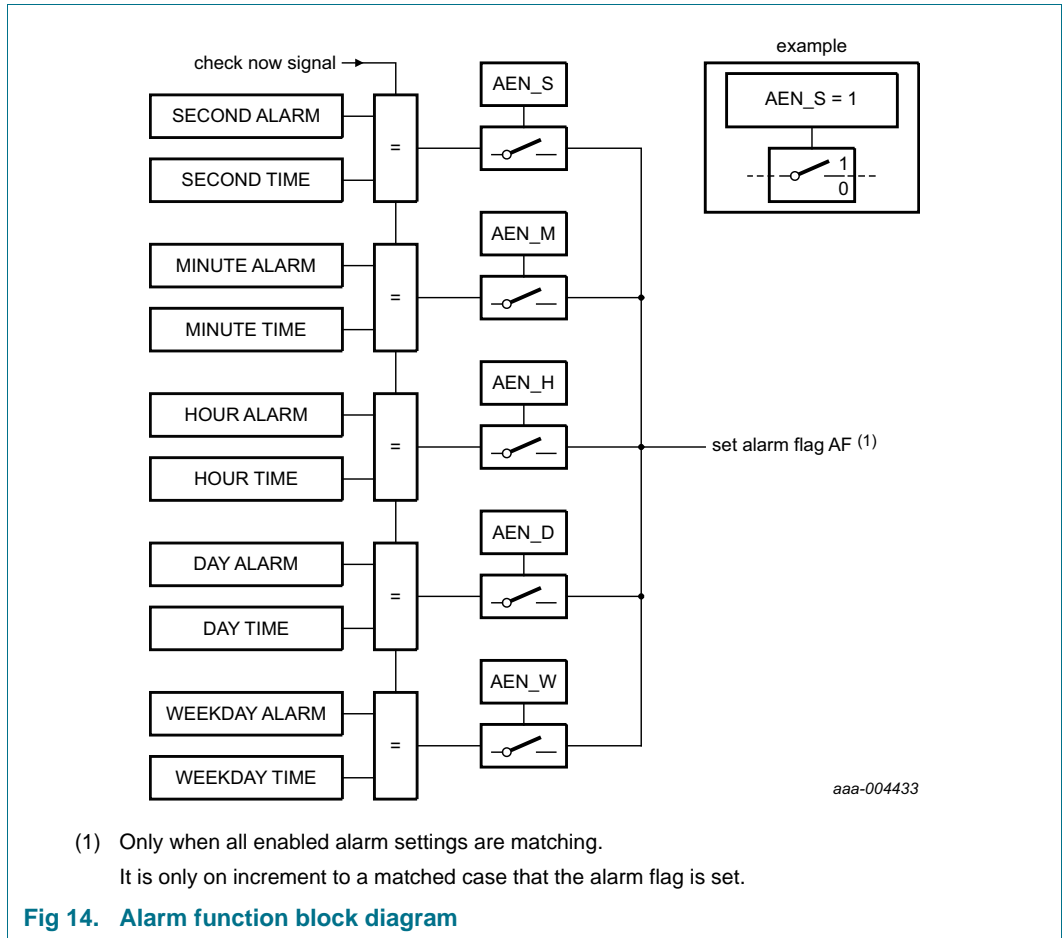 check now signal
example
SECOND ALARM
SECOND TIME
=
AEN_S
AEN_S = 1
1
0
MINUTE ALARM
MINUTE TIME
=
AEN_M
HOUR ALARM
HOUR TIME
=
AEN_H
set alarm flag AF (1)
DAY ALARM
DAY TIME
=
AEN_D
WEEKDAY ALARM
WEEKDAY TIME
=
AEN_W
aaa-004433
(1) Only when all enabled alarm settings are matching.
It is only on increment to a matched case that the alarm flag is set.
Fig 14. Alarm function block diagram